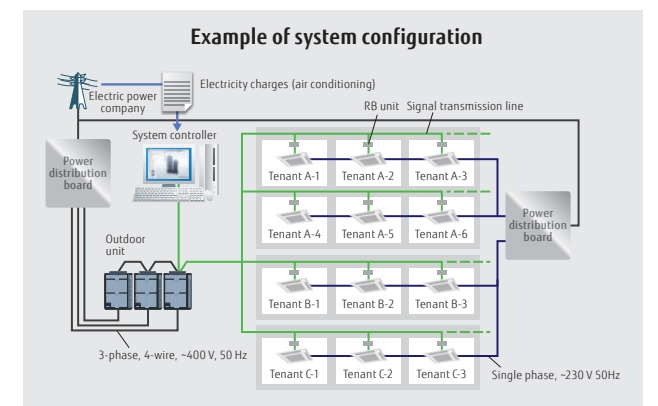 Example of system configuration
Electricity charges (air conditioning)
Electric power
company
RB unit
Signal transmission line
System controller
Power
distribution
board
Tenant A-1
Tenant A-2
Tenant A-3
Tenant A-4
Tenant A-5
Tenant A-6
Power
distribution
board
Outdoor
unit
Tenant B-1
Tenant B-2
Tenant B-3
3-phase, 4-wire, ~400 V, 50 Hz
Tenant C-1
Tenant C-2
Tenant C-3
Single phase, ~230 V 50Hz